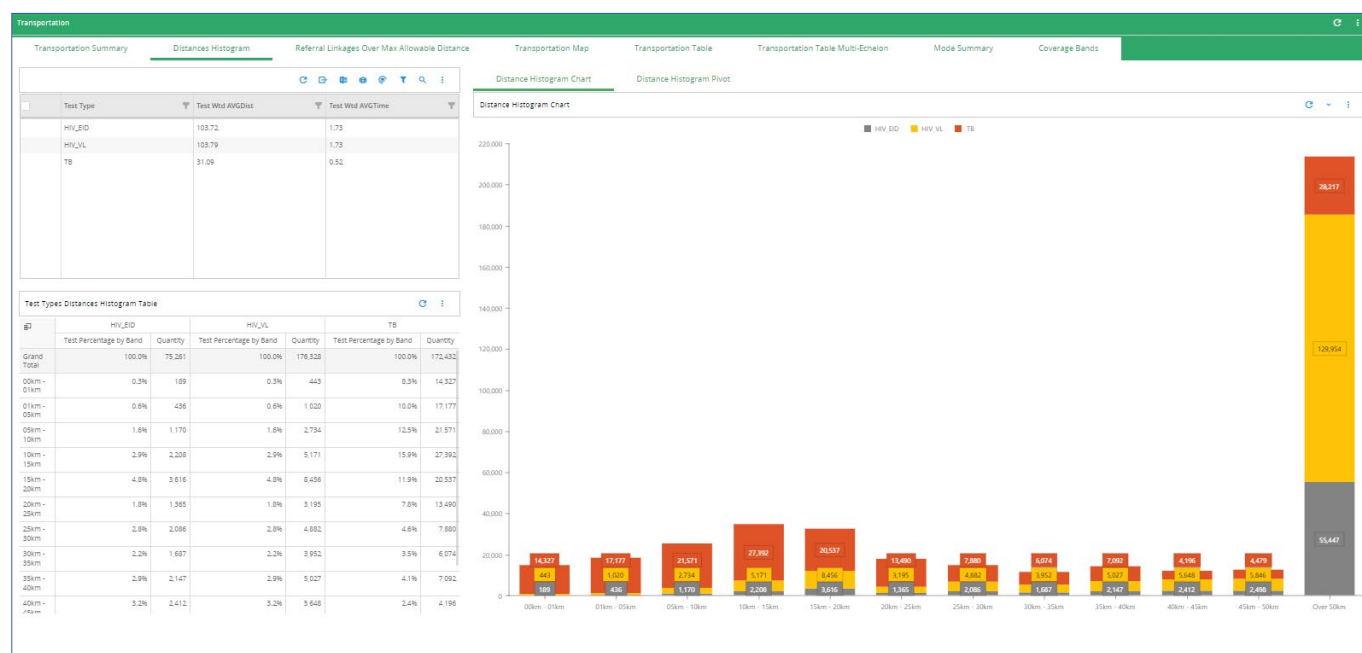 Transportation
Transportation Summary Distances Histogram Referral Linkages Over Max Allowable Distance Transportation Map Transportation Table Transportation Table Multi-Echelon Mode Summary Coverage Bands
Test Type Test Wtd AVGDist Test Wtd AVGTime
HIV_EID 103.72 1.73
HIV_VL 103.79 1.73
TB 31.09 0.52
Test Types Distances Histogram Table
HIV_EID HIV_VL TB
Test Percentage by Band Quantity Test Percentage by Band Quantity Test Percentage by Band Quantity
Grand Total 100.0% 75,261 100.0% 176,328 100.0% 172,432
00km - 01km 0.3% 189 0.3% 443 8.3% 14,327
01km - 05km 0.6% 436 0.6% 1,020 10.0% 17,177
05km - 10km 1.6% 1,170 1.6% 2,734 12.5% 21,571
10km - 15km 2.9% 2,208 2.9% 5,171 15.9% 27,392
15km - 20km 4.8% 3,616 4.8% 8,456 11.9% 20,537
20km - 25km 1.8% 1,365 1.8% 3,195 7.8% 13,490
25km - 30km 2.8% 2,086 2.8% 4,882 4.6% 7,880
30km - 35km 2.2% 1,687 2.2% 3,952 3.5% 6,074
35km - 40km 2.9% 2,147 2.9% 5,027 4.1% 7,092
40km - 45km 3.2% 2,412 3.2% 5,648 2.4% 4,196
Distance Histogram Chart Distance Histogram Pivot
Distance Histogram Chart
HIV_EID HIV_VL TB
220,000
200,000
180,000
160,000
140,000
120,000
100,000
80,000
60,000
40,000
20,000
0
28,217
129,954
55,447
14,327 17,177 21,571 27,392 20,537 13,490 7,880 6,074 7,092 4,196 4,479
443 1,020 2,734 5,171 8,456 3,195 4,882 3,952 5,027 5,648 5,846
189 436 1,170 2,208 3,616 1,365 2,086 1,687 2,147 2,412 2,498
00km - 01km 01km - 05km 05km - 10km 10km - 15km 15km - 20km 20km - 25km 25km - 30km 30km - 35km 35km - 40km 40km - 45km 45km - 50km Over 50km